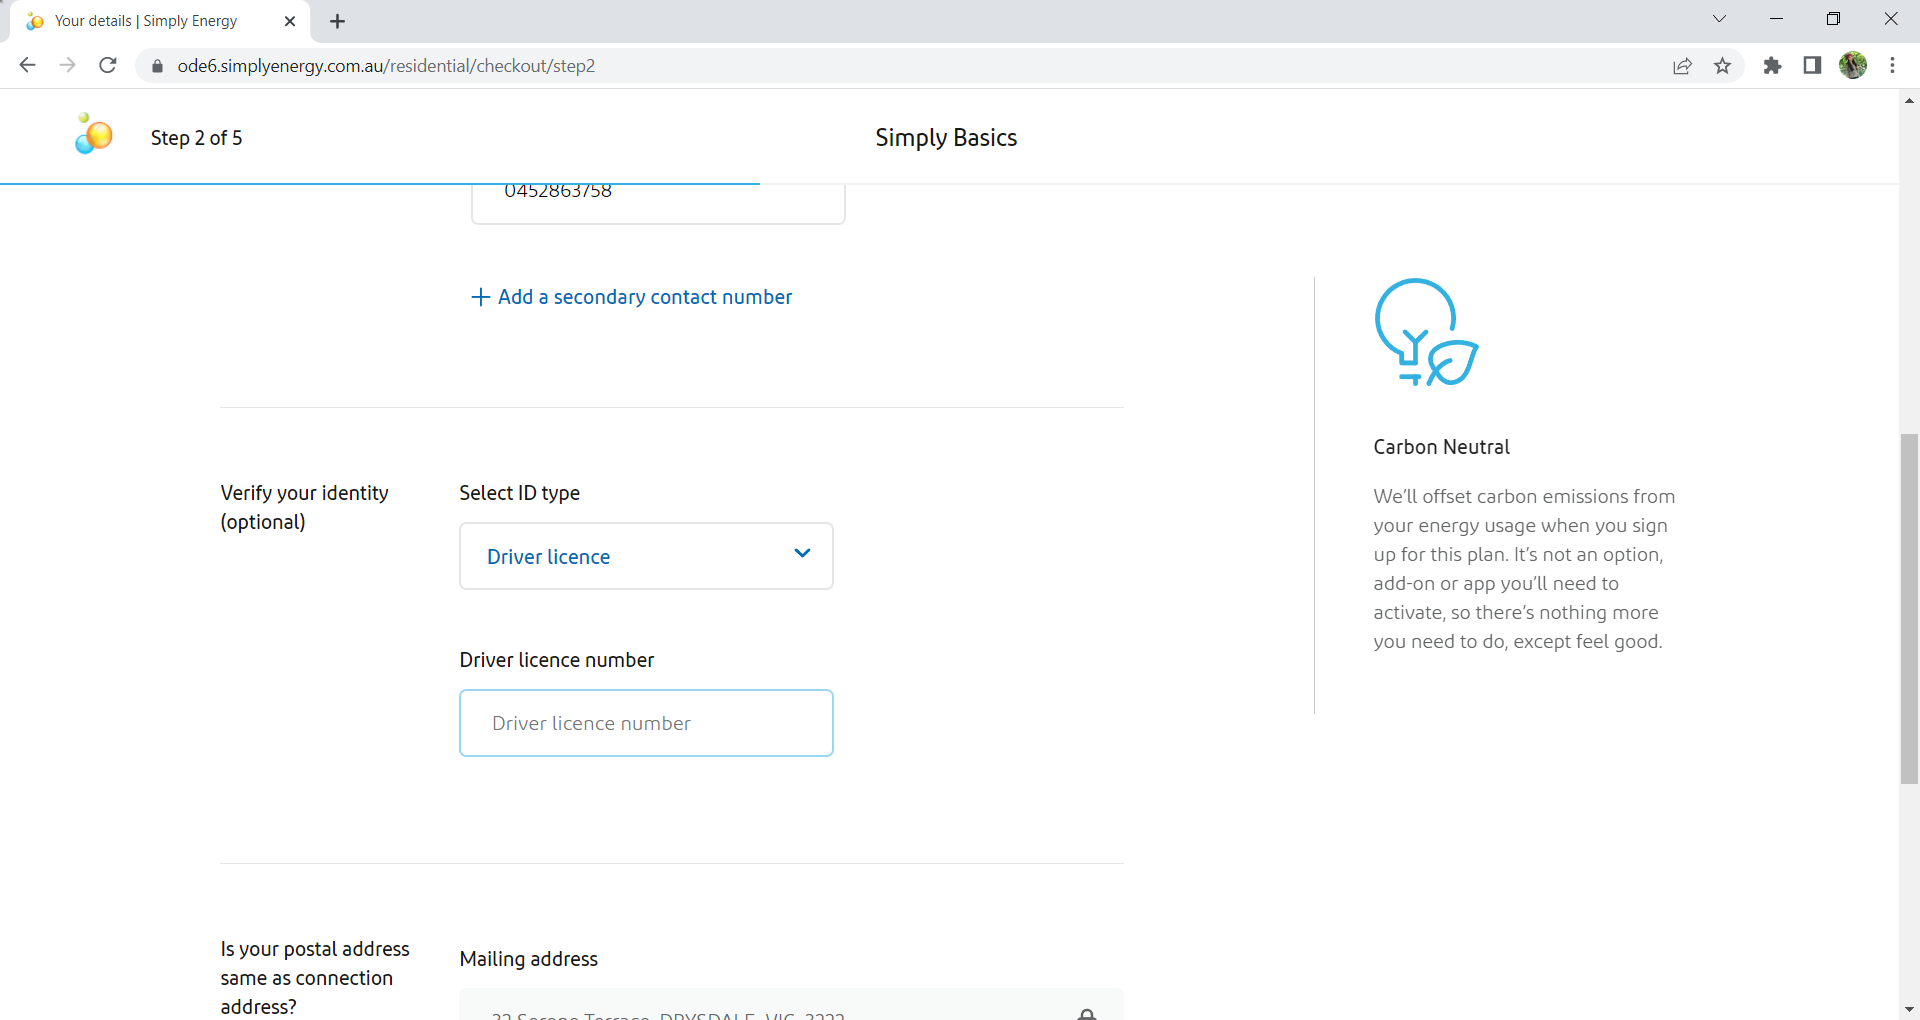 Your details | Simply Energy
ode6.simplyenergy.com.au/residential/checkout/step2
Step 2 of 5
Simply Basics
0452863758
Add a secondary contact number
Verify your identity
(optional)
Select ID type
Driver licence
Driver licence number
Driver licence number
Carbon Neutral
We'll offset carbon emissions from
your energy usage when you sign
up for this plan. It's not an option,
add-on or app you'll need to
activate, so there's nothing more
you need to do, except feel good.
Is your postal address
same as connection
address?
Mailing address
Terrace, DRYSDALE, VIC, 3222